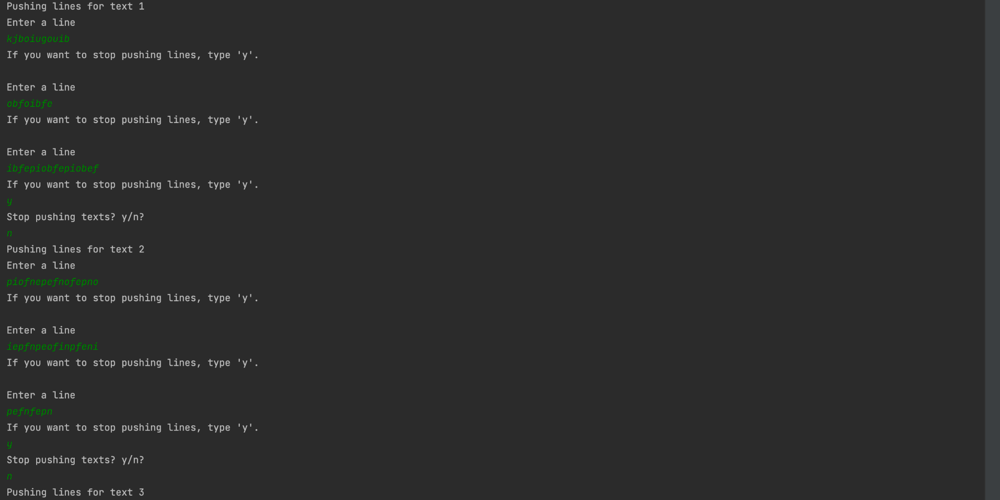 Pushing lines for text 1
Enter a line
kjboiugouib
If you want to stop pushing lines, type 'y'.
Enter a line
obfoibfe
If you want to stop pushing lines, type 'y'.
Enter a line
ibfepiobfepiobef
If you want to stop pushing lines, type 'y'.
y
Stop pushing texts? y/n?
n
Pushing lines for text 2
Enter a line
piofnepefnofepno
If you want to stop pushing lines, type 'y'.
Enter a line
iepfnpeofinpfeni
If you want to stop pushing lines, type 'y'.
Enter a line
pefnfepn
If you want to stop pushing lines, type 'y'.
y
Stop pushing texts? y/n?
n
Pushing lines for text 3